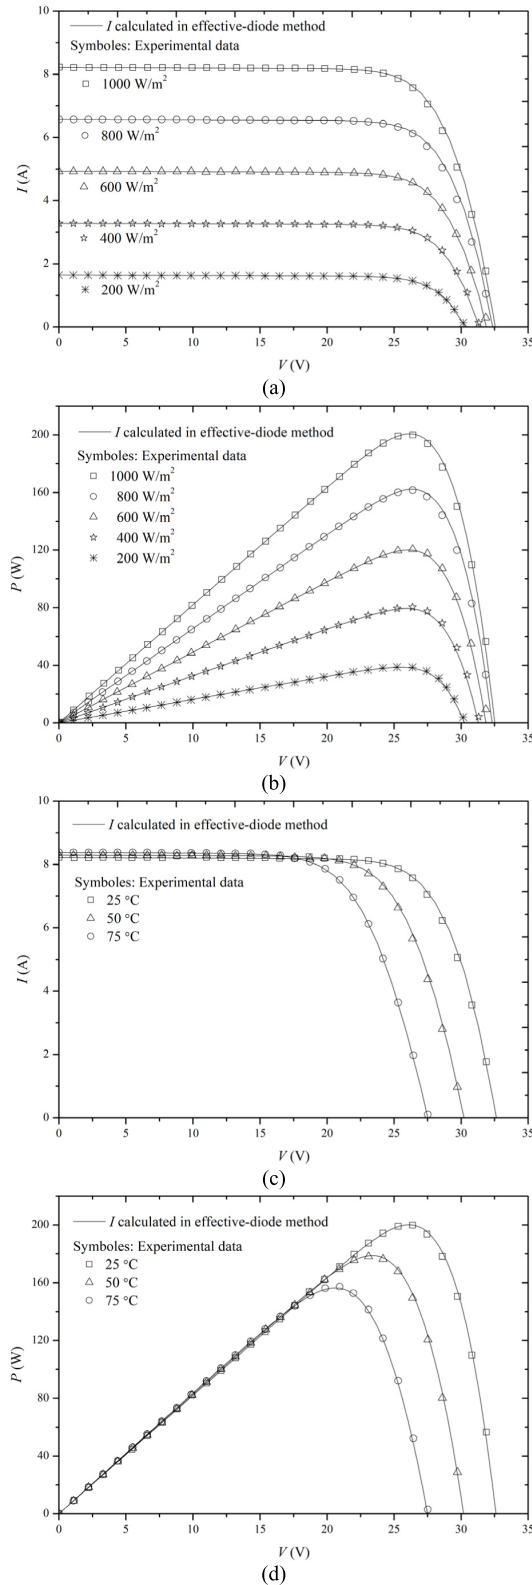 I calculated in effective-diode method
Symboles: Experimental data
1000 W/m²
800 W/m²
600 W/m²
400 W/m²
200 W/m²
10
8
6
4
2
0
I (A)
0 5 10 15 20 25 30 35
V (V)
(a)
I calculated in effective-diode method
Symboles: Experimental data
1000 W/m²
800 W/m²
600 W/m²
400 W/m²
200 W/m²
200
160
120
80
40
0
P (W)
0 5 10 15 20 25 30 35
V (V)
(b)
I calculated in effective-diode method
Symboles: Experimental data
25 °C
50 °C
75 °C
10
8
6
4
2
0
I (A)
0 5 10 15 20 25 30 35
V (V)
(c)
I calculated in effective-diode method
Symboles: Experimental data
25 °C
50 °C
75 °C
200
160
120
80
40
0
P (W)
0 5 10 15 20 25 30 35
V (V)
(d)